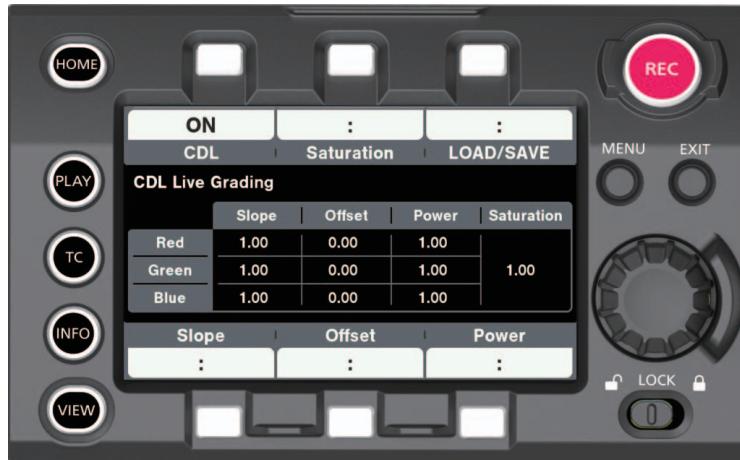 HOME
REC
ON : :
CDL Saturation LOAD/SAVE
MENU EXIT
PLAY
CDL Live Grading
Slope Offset Power Saturation
Red 1.00 0.00 1.00
TC
Green 1.00 0.00 1.00 1.00
Blue 1.00 0.00 1.00
INFO
Slope Offset Power
: : :
LOCK
VIEW